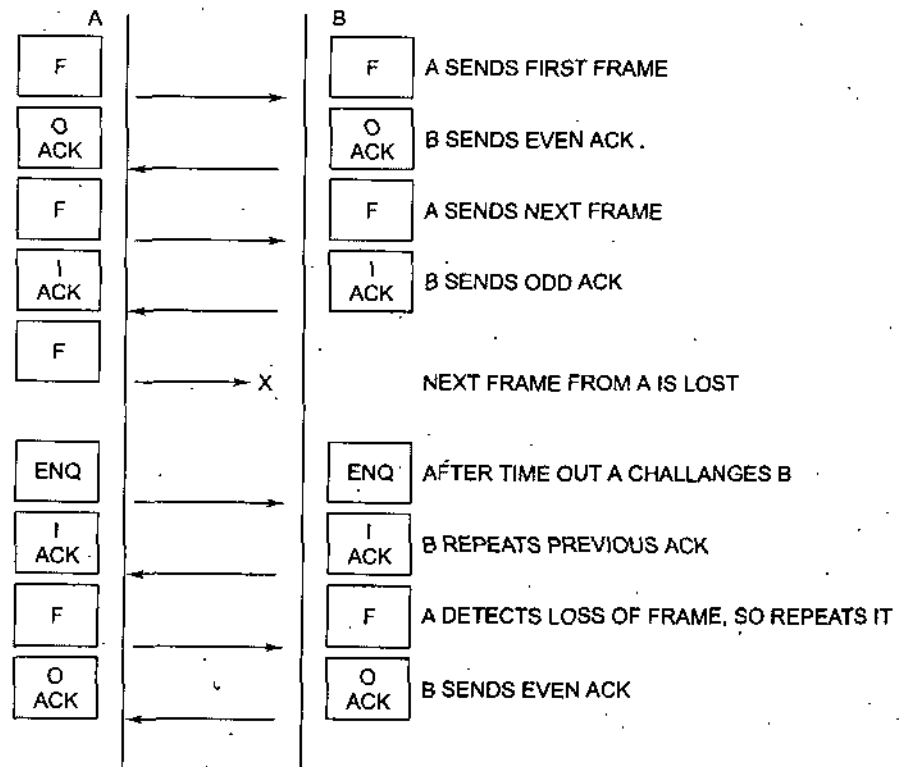 A B
F F A SENDS FIRST FRAME
O O
ACK ACK B SENDS EVEN ACK.
F F A SENDS NEXT FRAME
I I
ACK ACK B SENDS ODD ACK
F
X NEXT FRAME FROM A IS LOST
ENQ ENQ AFTER TIME OUT A CHALLANGES B
I I
ACK ACK B REPEATS PREVIOUS ACK
F F A DETECTS LOSS OF FRAME, SO REPEATS IT
O O
ACK ACK B SENDS EVEN ACK